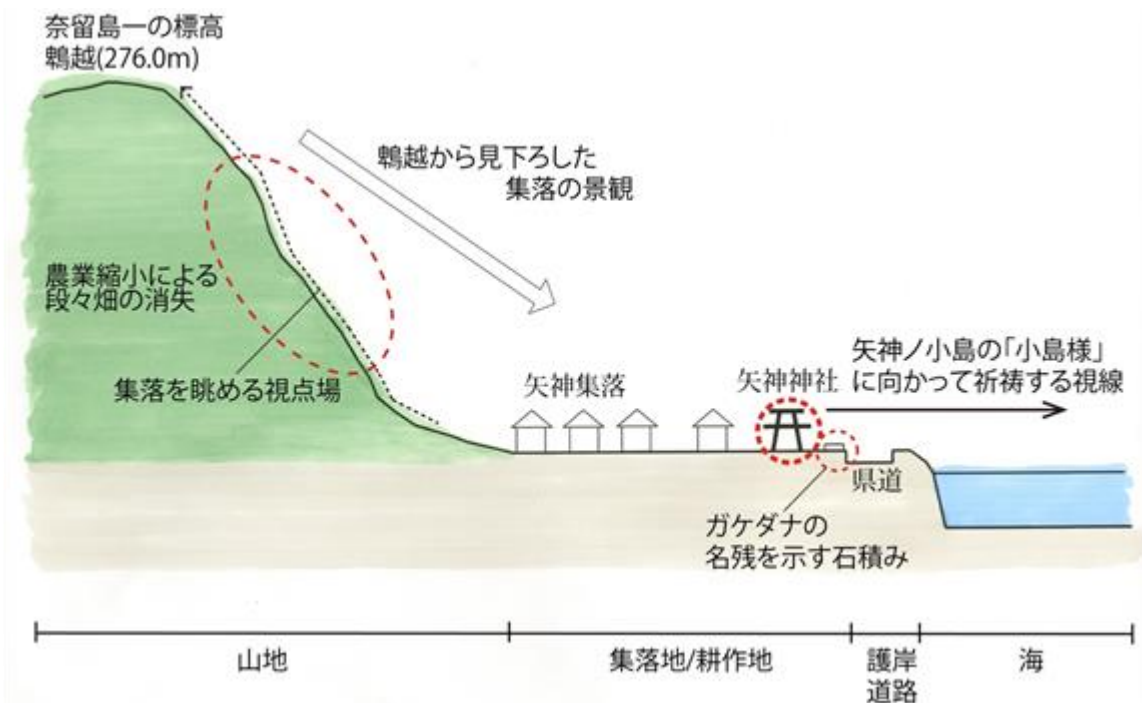 奈留島一の標高
鵯越(276.0m)
鵯越から見下ろした
集落の景観
農業縮小による
段々畑の消失
集落を眺める視点場
矢神集落
矢神神社
矢神ノ小島の「小島様」
に向かって祈祷する視線
県道
ガケダナの
名残を示す石積み
山地
集落地/耕作地
護岸
道路
海